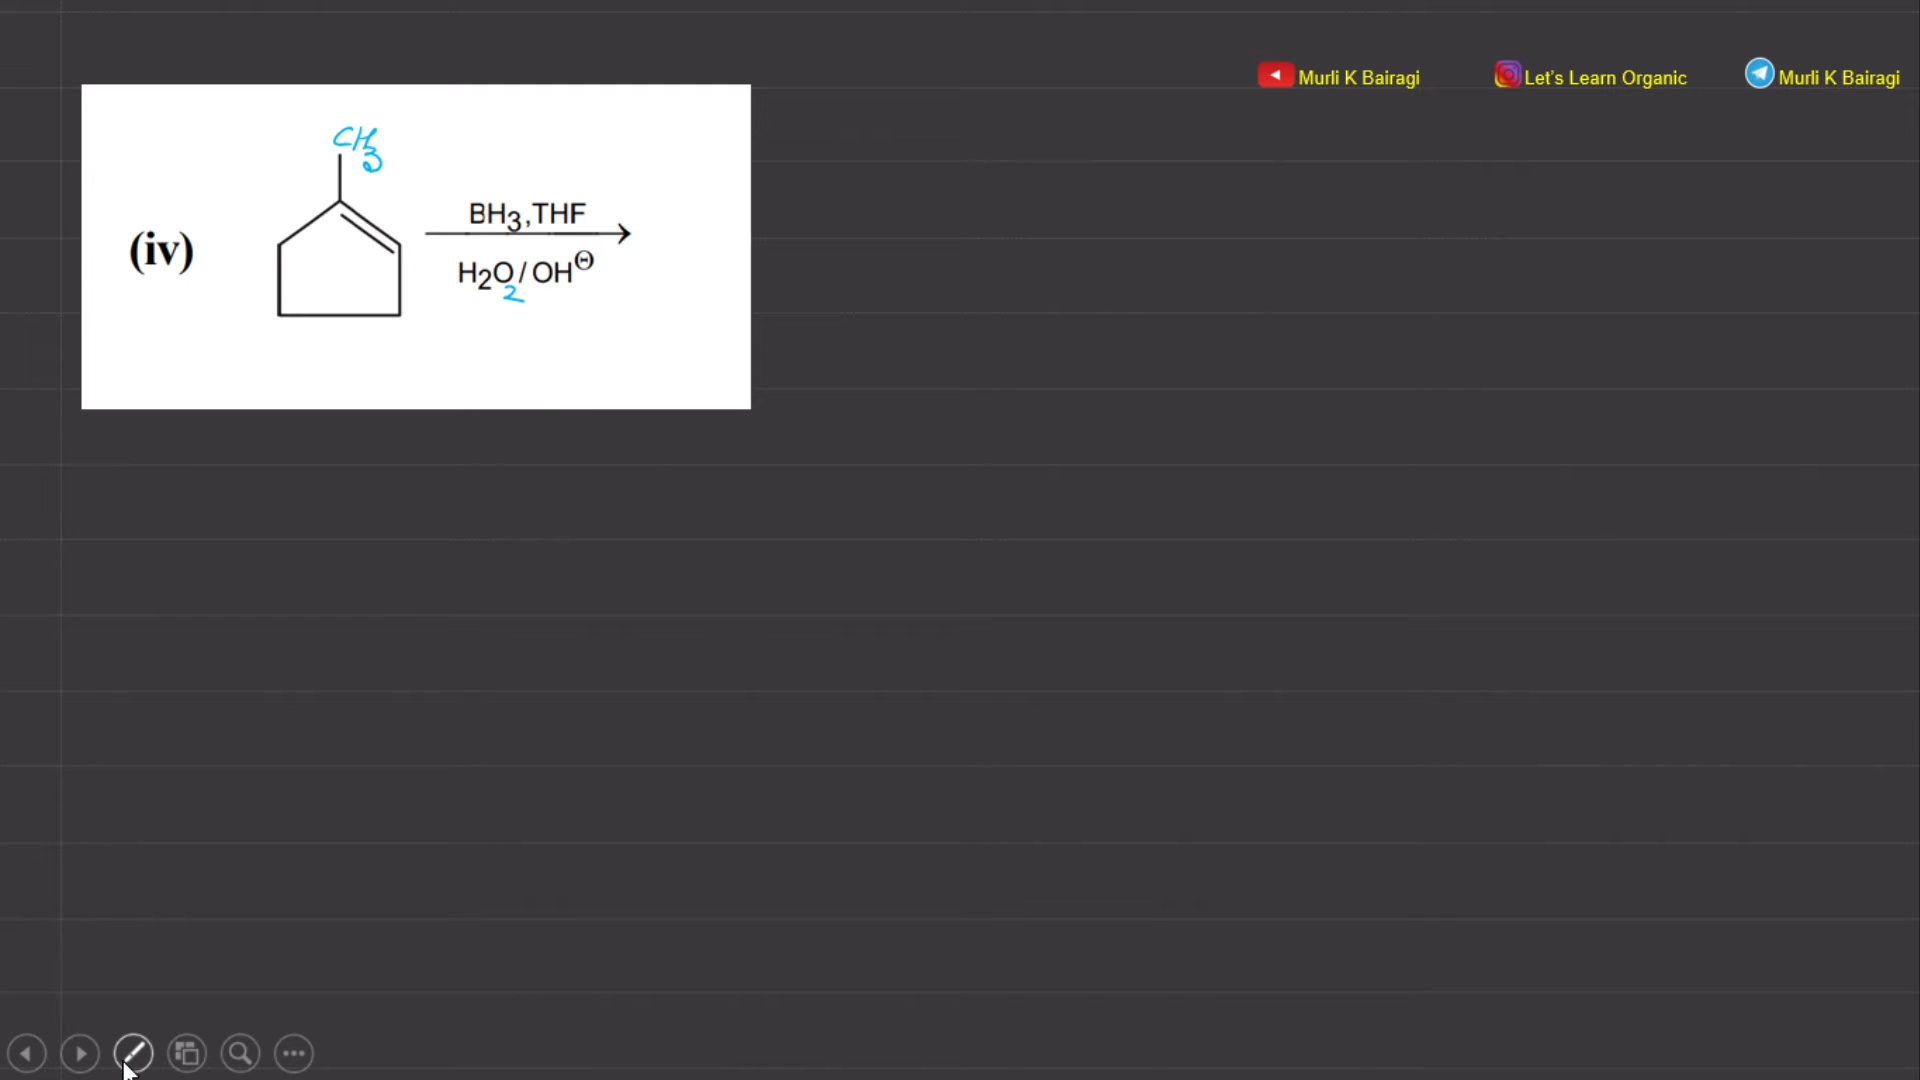 Murli K Bairagi Let's Learn Organic Murli K Bairagi
CH3
(iv)
BH3,THF
H2O2/OH⊖